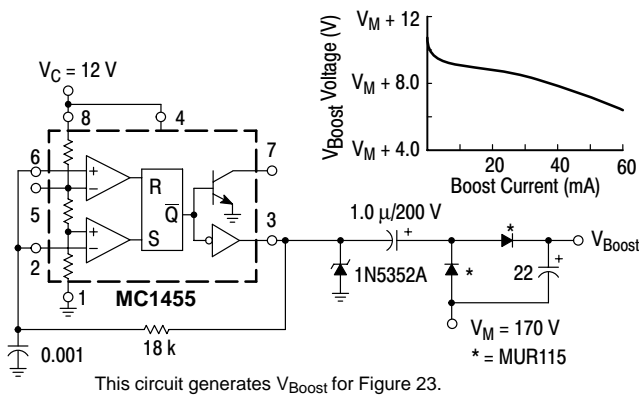 V_C = 12 V
8
4
6
+
−
5
+
−
2
1
R
Q̅
S
7
3
MC1455
18 k
0.001
1N5352A
1.0 μ/200 V
+
*
*
22
+
V_Boost
V_M = 170 V
* = MUR115
V_Boost Voltage (V)
V_M + 12
V_M + 8.0
V_M + 4.0
20
40
60
Boost Current (mA)
This circuit generates V_Boost for Figure 23.